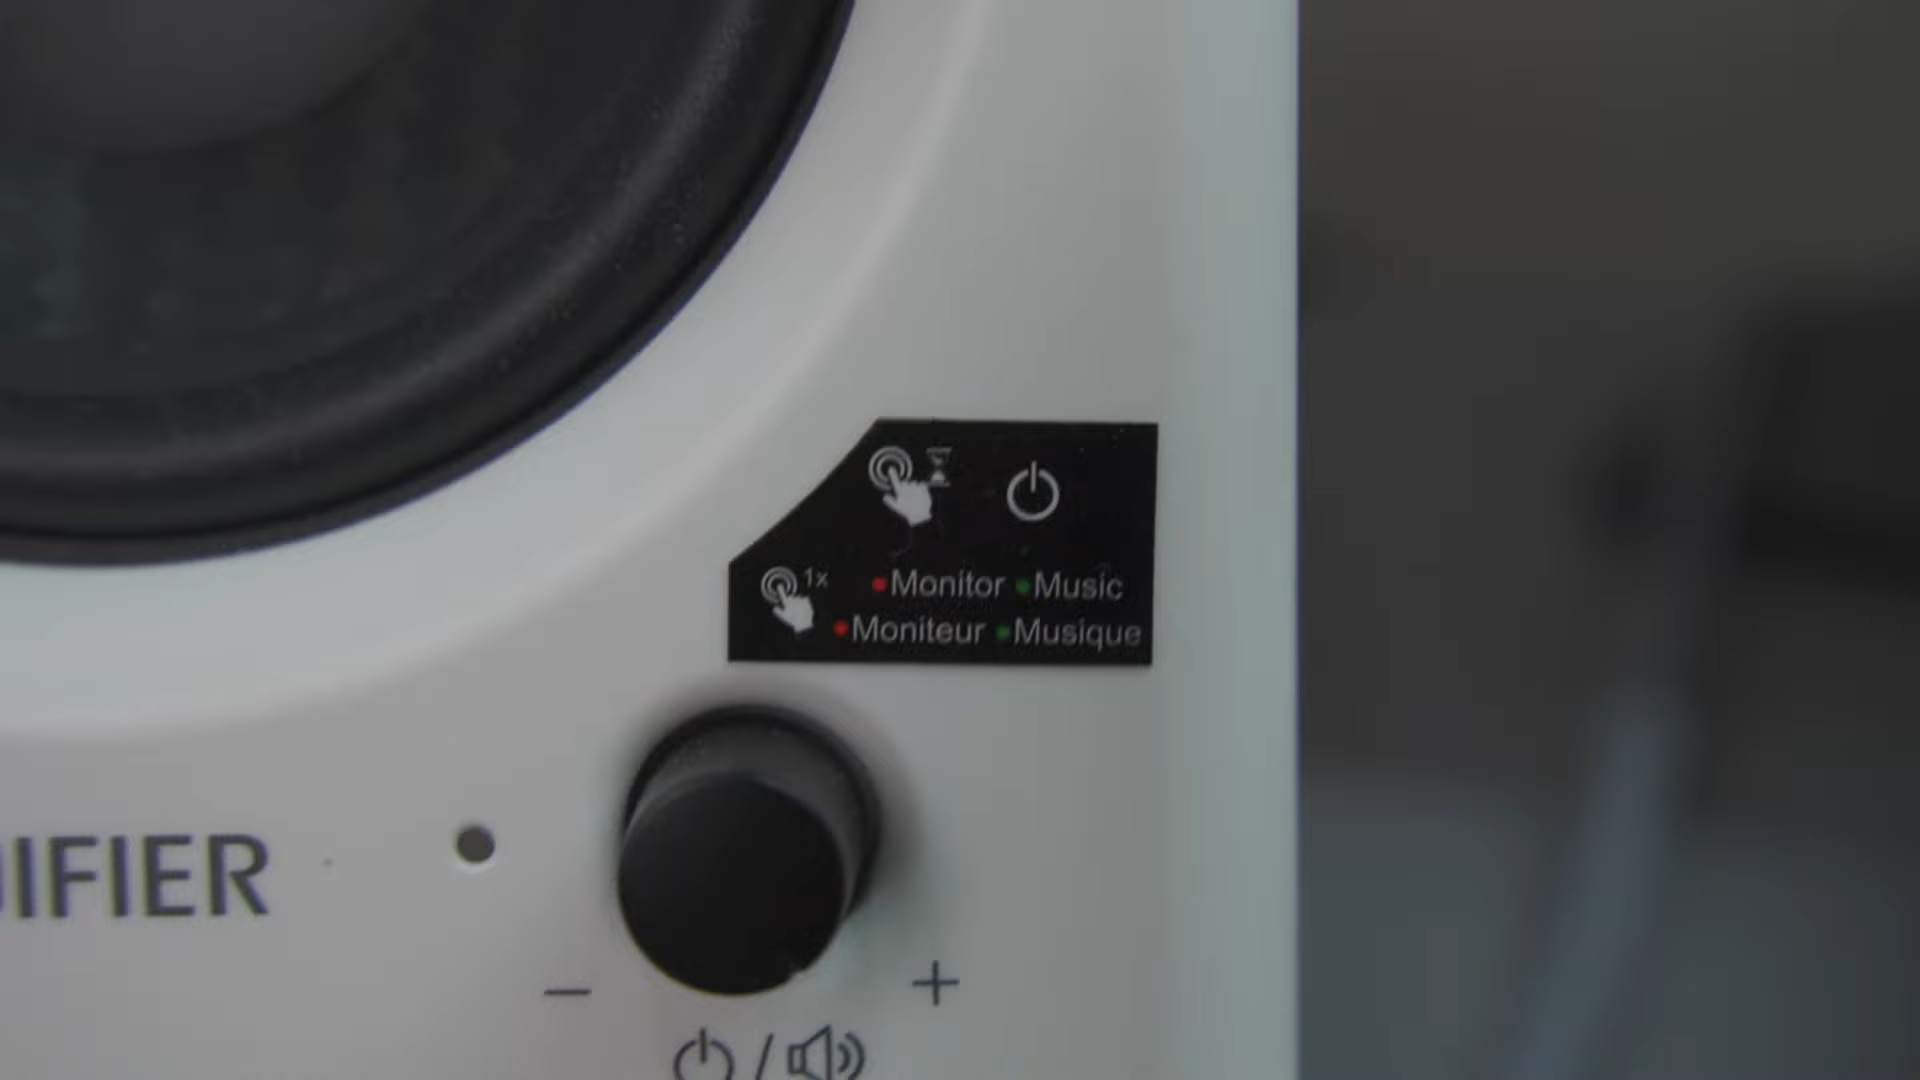 1x
•Monitor •Music
•Moniteur •Musique
IFIER
− +